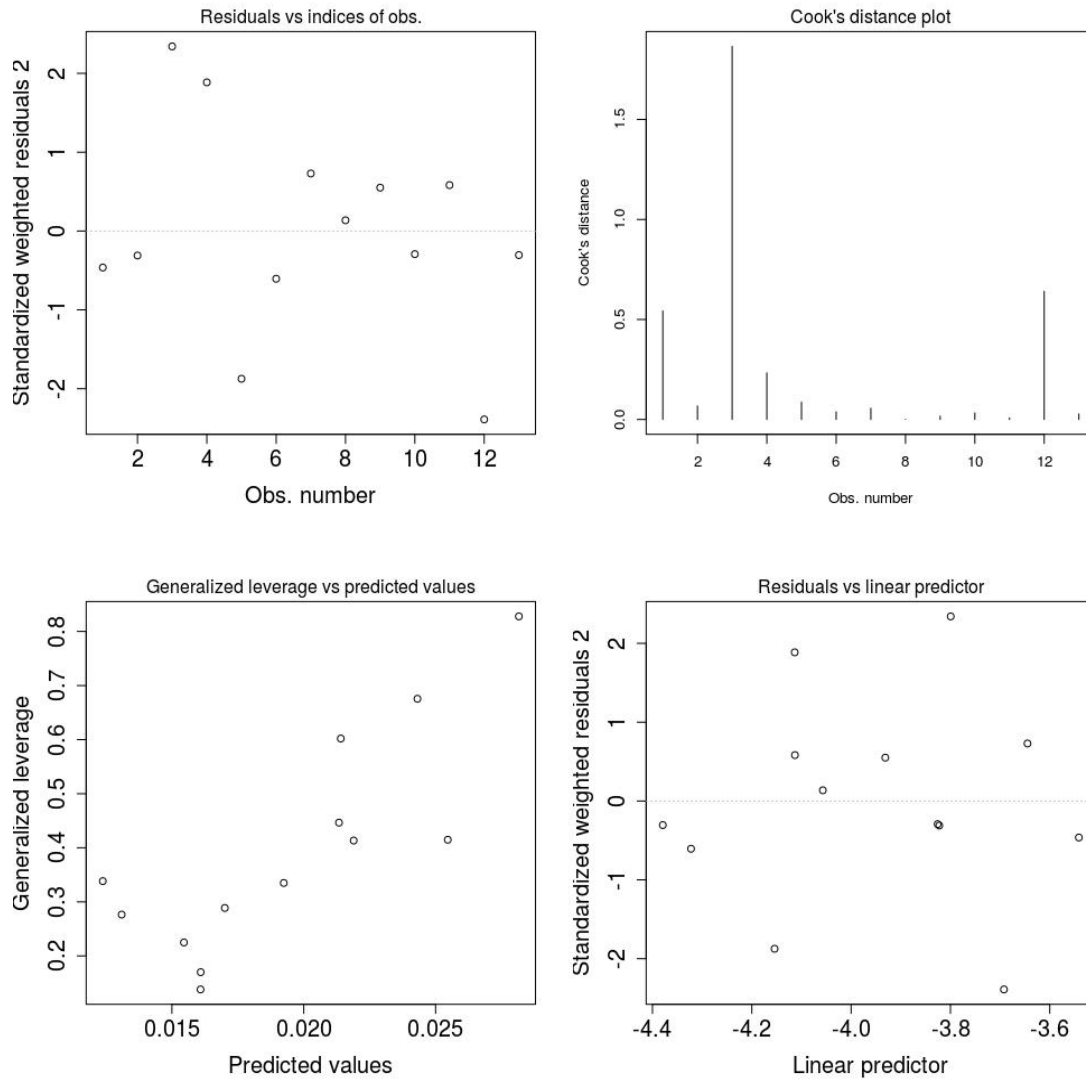 Residuals vs indices of obs.
Standardized weighted residuals 2
2
1
0
-1
-2
2 4 6 8 10 12
Obs. number
Cook's distance plot
Cook's distance
1.5
1.0
0.5
0.0
2 4 6 8 10 12
Obs. number
Generalized leverage vs predicted values
Generalized leverage
0.8
0.7
0.6
0.5
0.4
0.3
0.2
0.015 0.020 0.025
Predicted values
Residuals vs linear predictor
Standardized weighted residuals 2
2
1
0
-1
-2
-4.4 -4.2 -4.0 -3.8 -3.6
Linear predictor